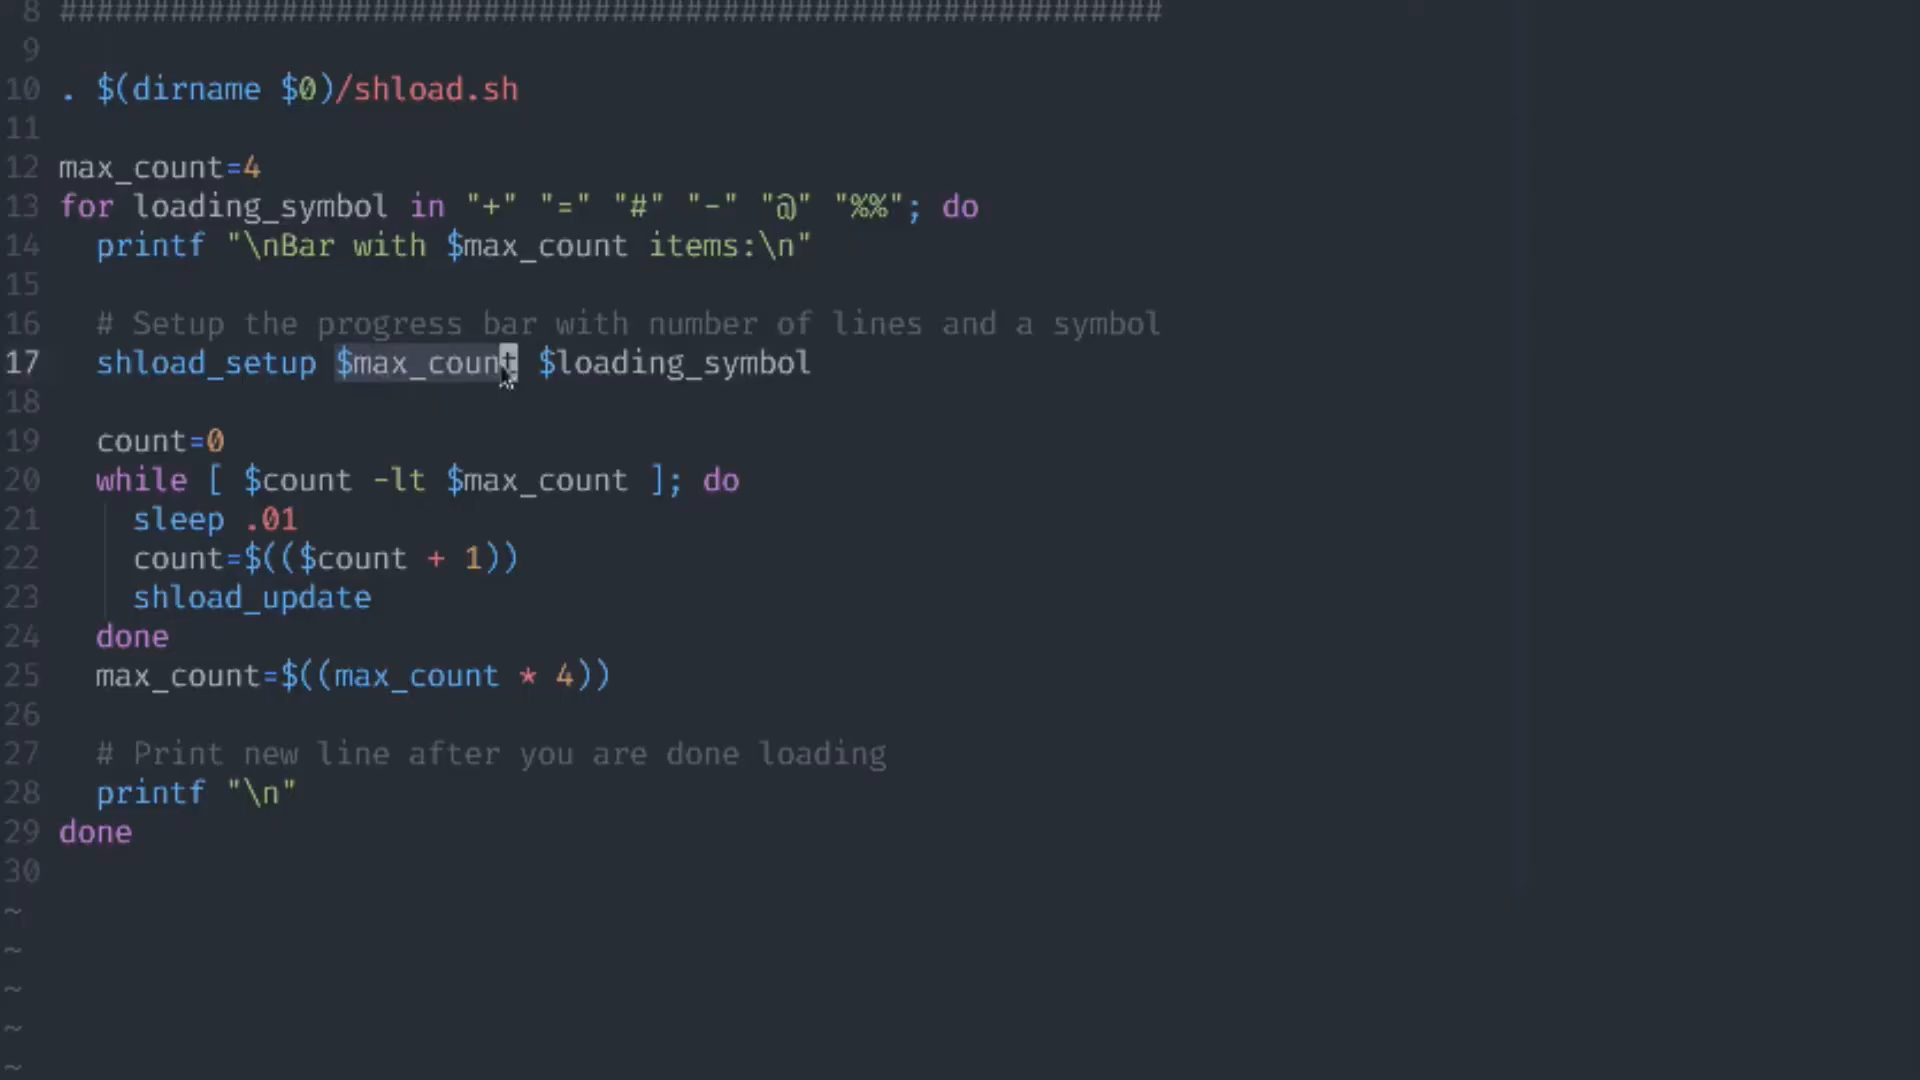 8 ############################################################
9
10 . $(dirname $0)/shload.sh
11
12 max_count=4
13 for loading_symbol in "+" "=" "#" "-" "@" "%%"; do
14   printf "\nBar with $max_count items:\n"
15
16   # Setup the progress bar with number of lines and a symbol
17   shload_setup $max_count $loading_symbol
18
19   count=0
20   while [ $count -lt $max_count ]; do
21     sleep .01
22     count=$(($count + 1))
23     shload_update
24   done
25   max_count=$((max_count * 4))
26
27   # Print new line after you are done loading
28   printf "\n"
29 done
30
~
~
~
~
~